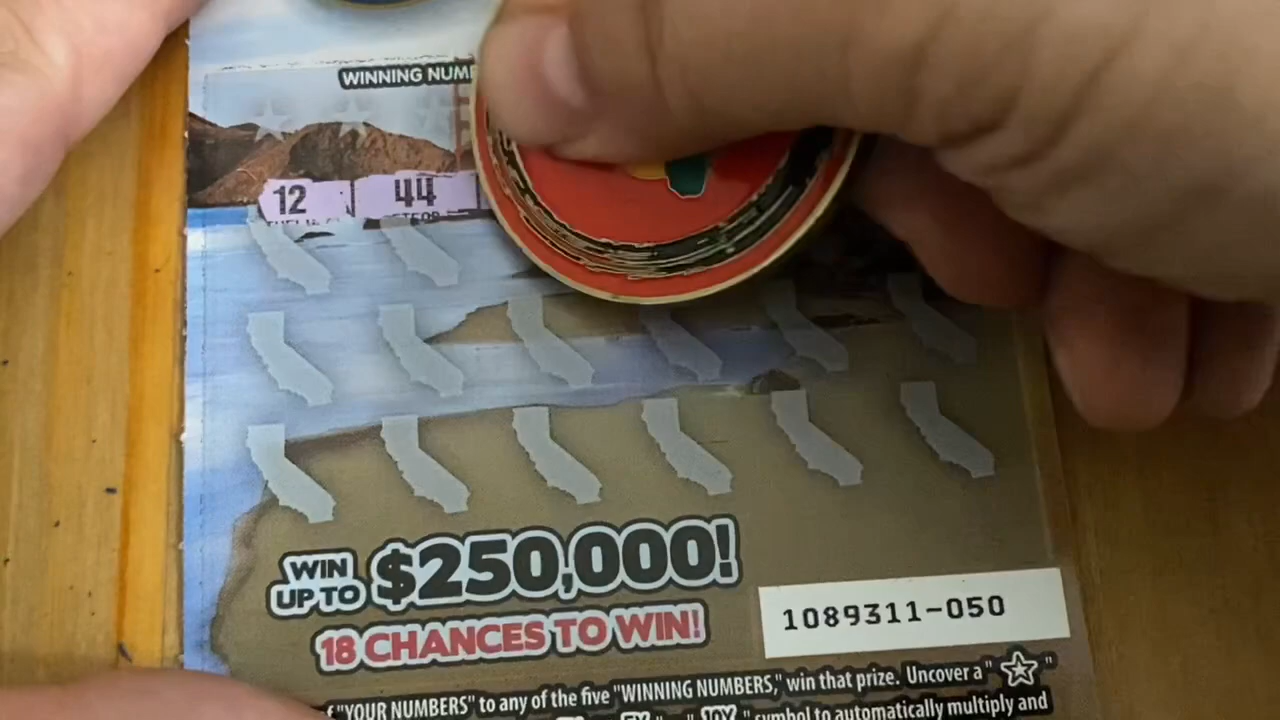 WINNING
12 44
WIN
UP TO $250,000!
18 CHANCES TO WIN!
1089311-050
"YOUR NUMBERS" to any of the five "WINNING NUMBERS," win that prize. Uncover a " "
10X " symbol to automatically multiply and